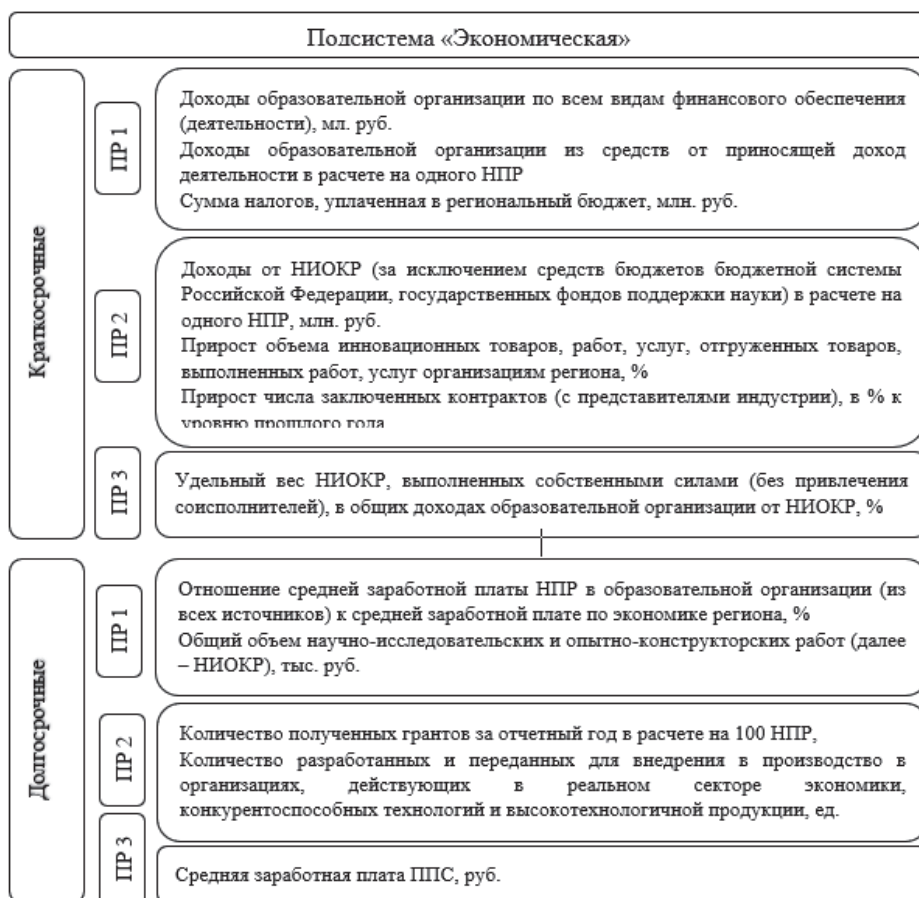 Подсистема «Экономическая»
Краткосрочные
ПР 1
Доходы образовательной организации по всем видам финансового обеспечения
(деятельности), мл. руб.
Доходы образовательной организации из средств от приносящей доход
деятельности в расчете на одного НПР
Сумма налогов, уплаченная в региональный бюджет, млн. руб.
ПР 2
Доходы от НИОКР (за исключением средств бюджетов бюджетной системы
Российской Федерации, государственных фондов поддержки науки) в расчете на
одного НПР, млн. руб.
Прирост объема инновационных товаров, работ, услуг, отгруженных товаров,
выполненных работ, услуг организациям региона, %
Прирост числа заключенных контрактов (с представителями индустрии), в % к
уровню прошлого года
ПР 3
Удельный вес НИОКР, выполненных собственными силами (без привлечения
соисполнителей), в общих доходах образовательной организации от НИОКР, %
Долгосрочные
ПР 1
Отношение средней заработной платы НПР в образовательной организации (из
всех источников) к средней заработной плате по экономике региона, %
Общий объем научно-исследовательских и опытно-конструкторских работ (далее
– НИОКР), тыс. руб.
ПР 2
Количество полученных грантов за отчетный год в расчете на 100 НПР,
Количество разработанных и переданных для внедрения в производство в
организациях, действующих в реальном секторе экономики,
конкурентоспособных технологий и высокотехнологичной продукции, ед.
ПР 3
Средняя заработная плата ППС, руб.